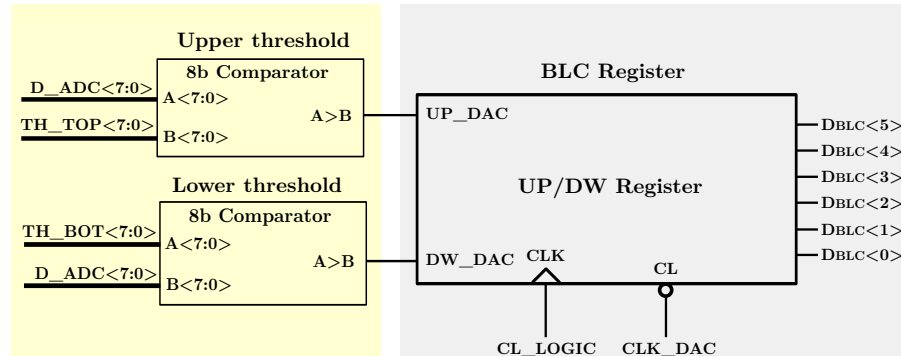 Upper threshold
8b Comparator
D_ADC<7:0>
A<7:0>
A>B
TH_TOP<7:0>
B<7:0>
Lower threshold
8b Comparator
TH_BOT<7:0>
A<7:0>
A>B
D_ADC<7:0>
B<7:0>
BLC Register
UP_DAC
UP/DW Register
DW_DAC
CLK
CL
DBLC<5>
DBLC<4>
DBLC<3>
DBLC<2>
DBLC<1>
DBLC<0>
CL_LOGIC
CLK_DAC